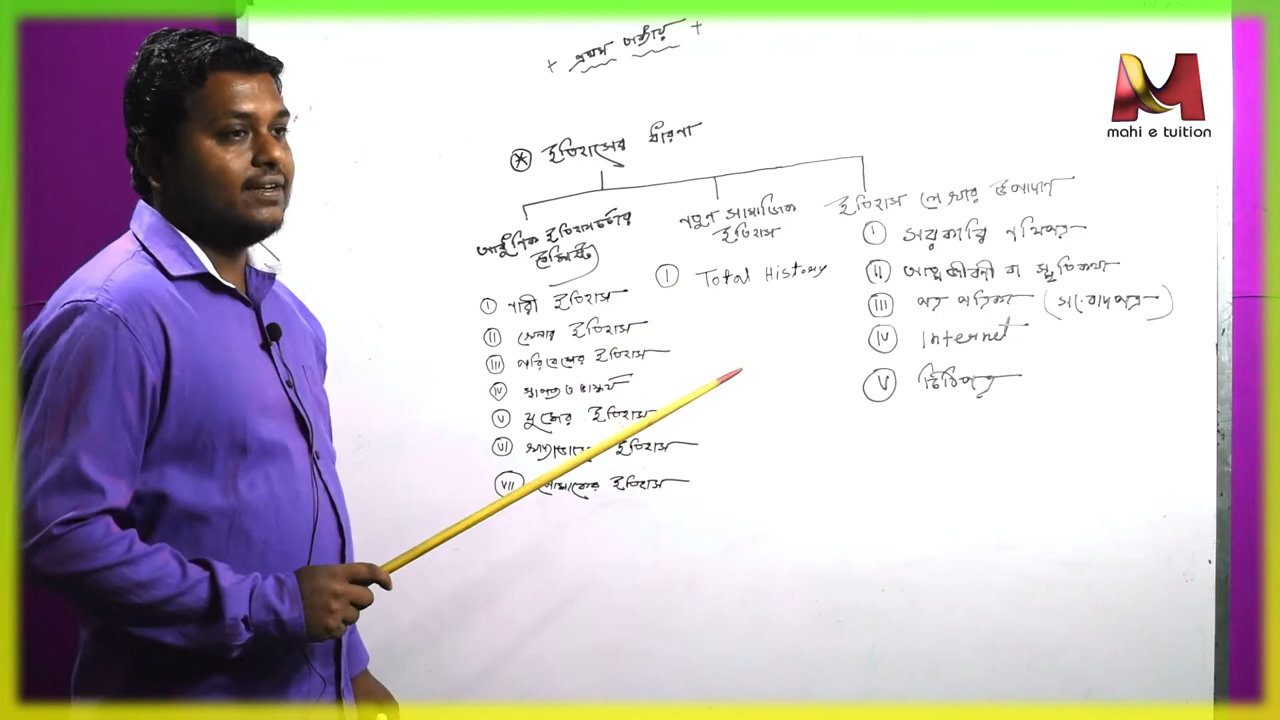 + প্রথম অধ্যায় +
* ইতিহাসের ধারনা
আধুনিক ইতিহাসচর্চার
বৈশিষ্ট্য
i নারী ইতিহাস
ii খেলার ইতিহাস
iii পরিবেশের ইতিহাস
iv স্থাপত্য ও ভাস্কর্য
v যুদ্ধের ইতিহাস
vi ইতিহাস
vii পোষাকের ইতিহাস
নতুন সামাজিক
ইতিহাস
i Total History
ইতিহাস লেখার উপাদান
i সরকারি নথিপত্র
ii আত্মজীবনী বা স্মৃতিকথা
iii পত্র পত্রিকা (সংবাদপত্র)
iv Internet
v চিঠিপত্র
M
mahi e tuition